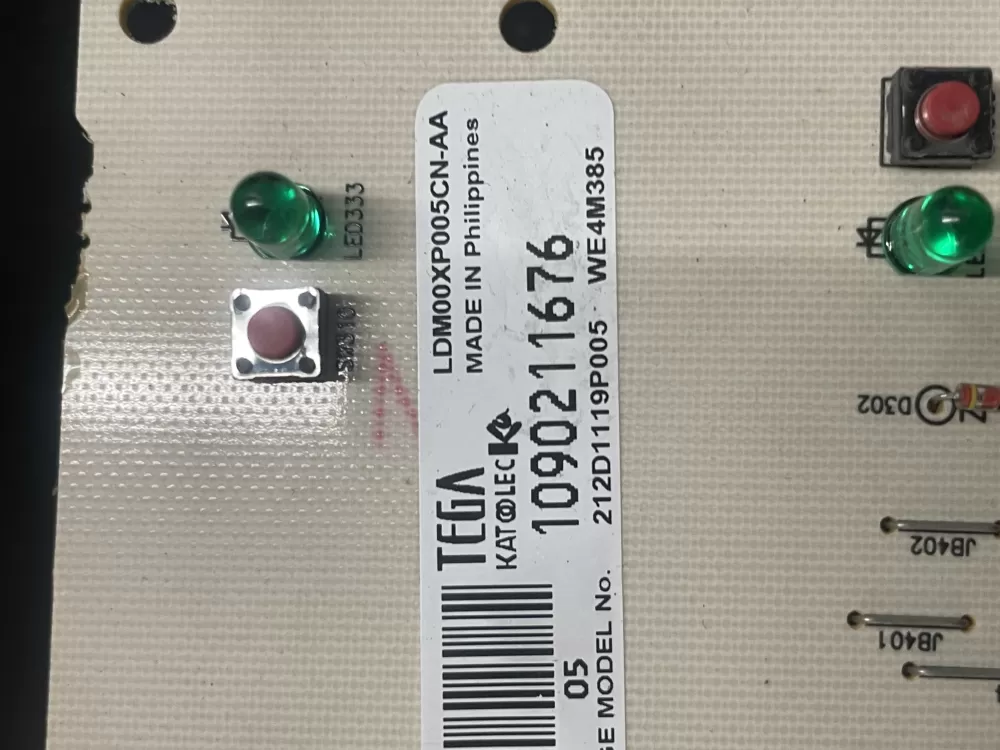 LDM00XP005CN-AA
MADE IN Philippines
TEGA
KATOLEC
1090211676
05
GE MODEL No. 212D1119P005 WE4M385
LED333
D302
JB402
JB401